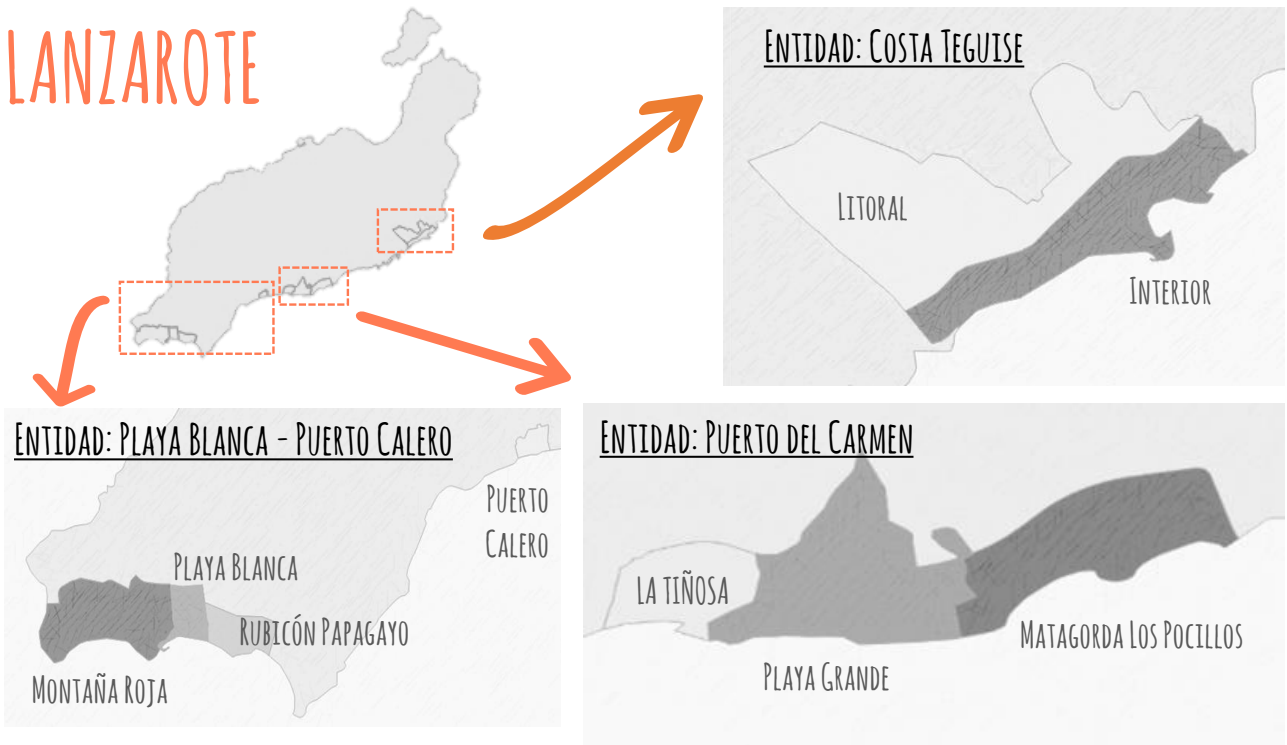 LANZAROTE
ENTIDAD: COSTA TEGUISE
LITORAL
INTERIOR
ENTIDAD: PLAYA BLANCA - PUERTO CALERO
PUERTO
CALERO
PLAYA BLANCA
RUBICÓN PAPAGAYO
MONTAÑA ROJA
ENTIDAD: PUERTO DEL CARMEN
LA TIÑOSA
MATAGORDA LOS POCILLOS
PLAYA GRANDE